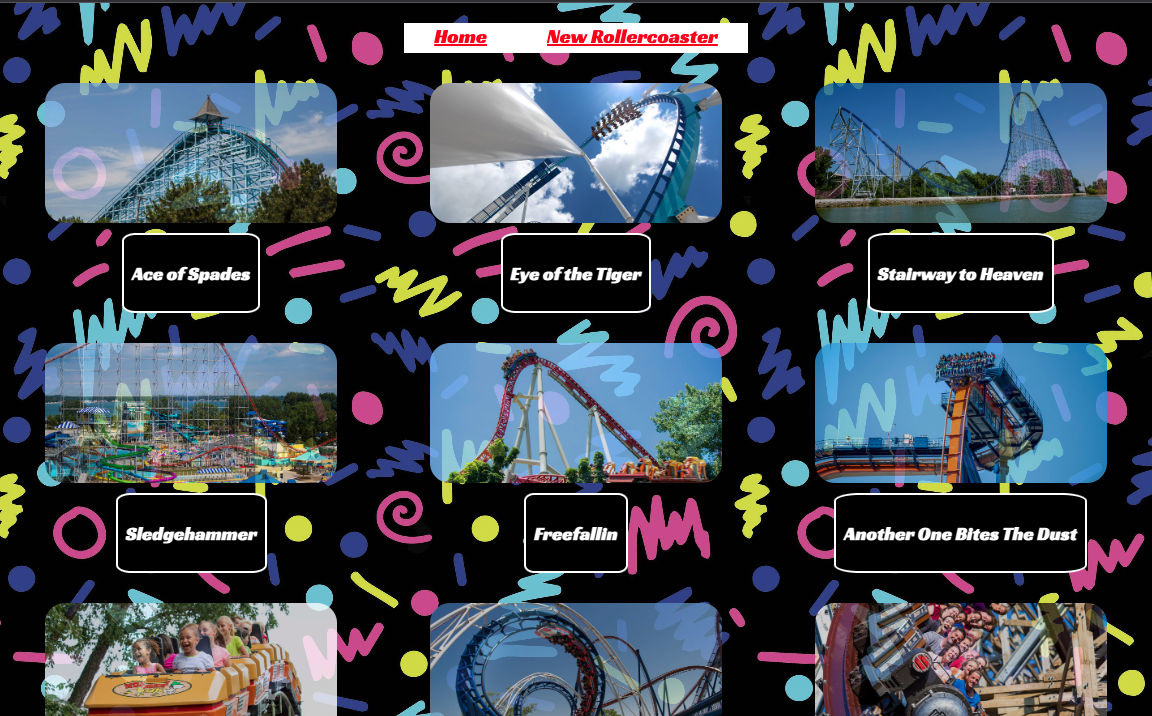 Home New Rollercoaster
Ace of Spades Eye of the Tiger Stairway to Heaven
Sledgehammer Freefallin Another One Bites The Dust